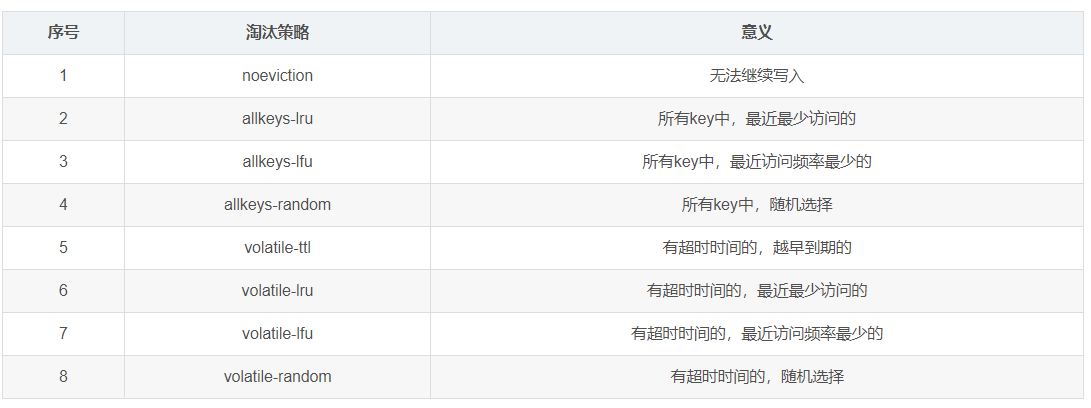 序号 淘汰策略 意义
1 noeviction 无法继续写入
2 allkeys-lru 所有key中，最近最少访问的
3 allkeys-lfu 所有key中，最近访问频率最少的
4 allkeys-random 所有key中，随机选择
5 volatile-ttl 有超时时间的，越早到期的
6 volatile-lru 有超时时间的，最近最少访问的
7 volatile-lfu 有超时时间的，最近访问频率最少的
8 volatile-random 有超时时间的，随机选择